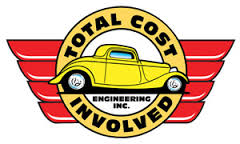 TOTAL COST
ENGINEERING
INC.
INVOLVED